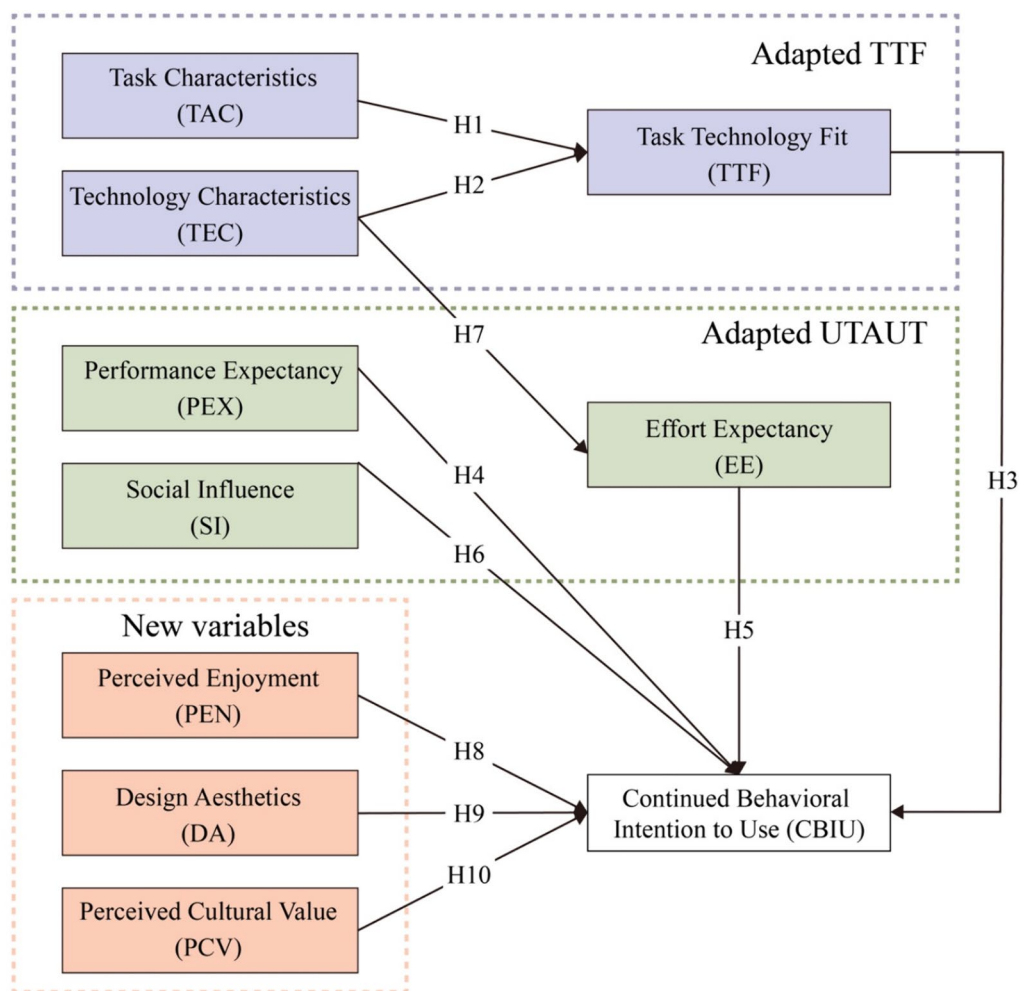 Adapted TTF
Task Characteristics
(TAC)
H1
Task Technology Fit
(TTF)
Technology Characteristics
(TEC)
H2
H7
Adapted UTAUT
Performance Expectancy
(PEX)
Effort Expectancy
(EE)
H4
H3
Social Influence
(SI)
H6
H5
New variables
Perceived Enjoyment
(PEN)
H8
Design Aesthetics
(DA)
H9
Continued Behavioral
Intention to Use (CBIU)
H10
Perceived Cultural Value
(PCV)